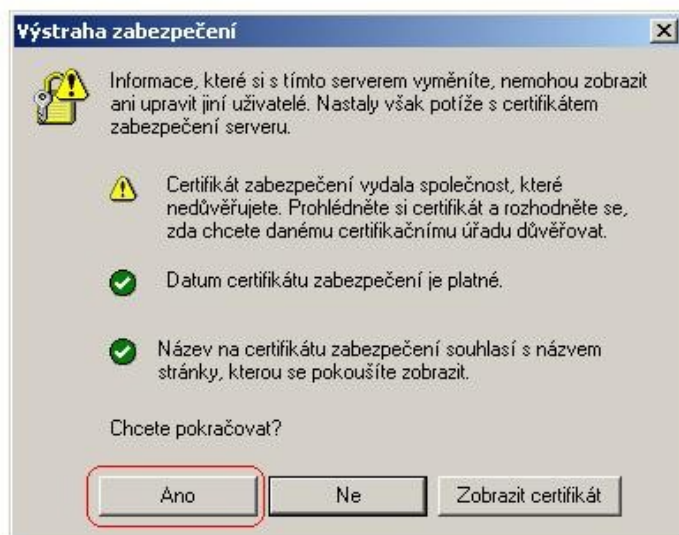 Výstraha zabezpečení
Informace, které si s tímto serverem vyměníte, nemohou zobrazit
ani upravit jiní uživatelé. Nastaly však potíže s certifikátem
zabezpečení serveru.
Certifikát zabezpečení vydala společnost, které
nedůvěřujete. Prohlédněte si certifikát a rozhodněte se,
zda chcete danému certifikačnímu úřadu důvěřovat.
Datum certifikátu zabezpečení je platné.
Název na certifikátu zabezpečení souhlasí s názvem
stránky, kterou se pokoušíte zobrazit.
Chcete pokračovat?
Ano Ne Zobrazit certifikát